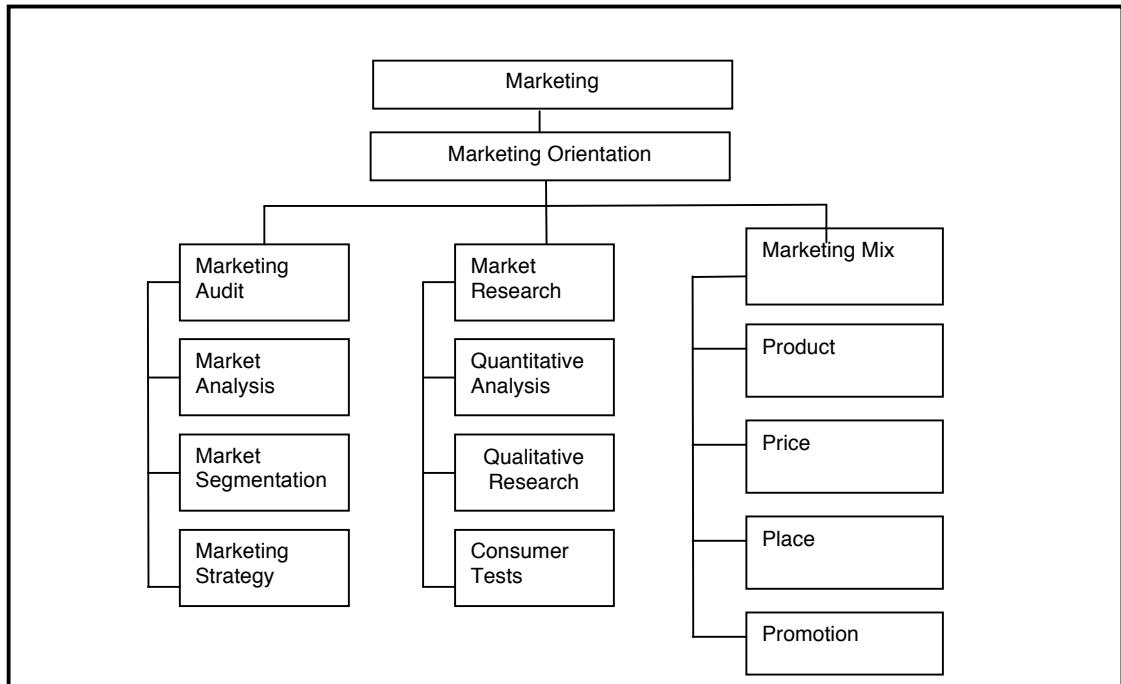 Marketing
Marketing Orientation
Marketing
Audit
Market
Analysis
Market
Segmentation
Marketing
Strategy
Market
Research
Quantitative
Analysis
Qualitative
Research
Consumer
Tests
Marketing Mix
Product
Price
Place
Promotion